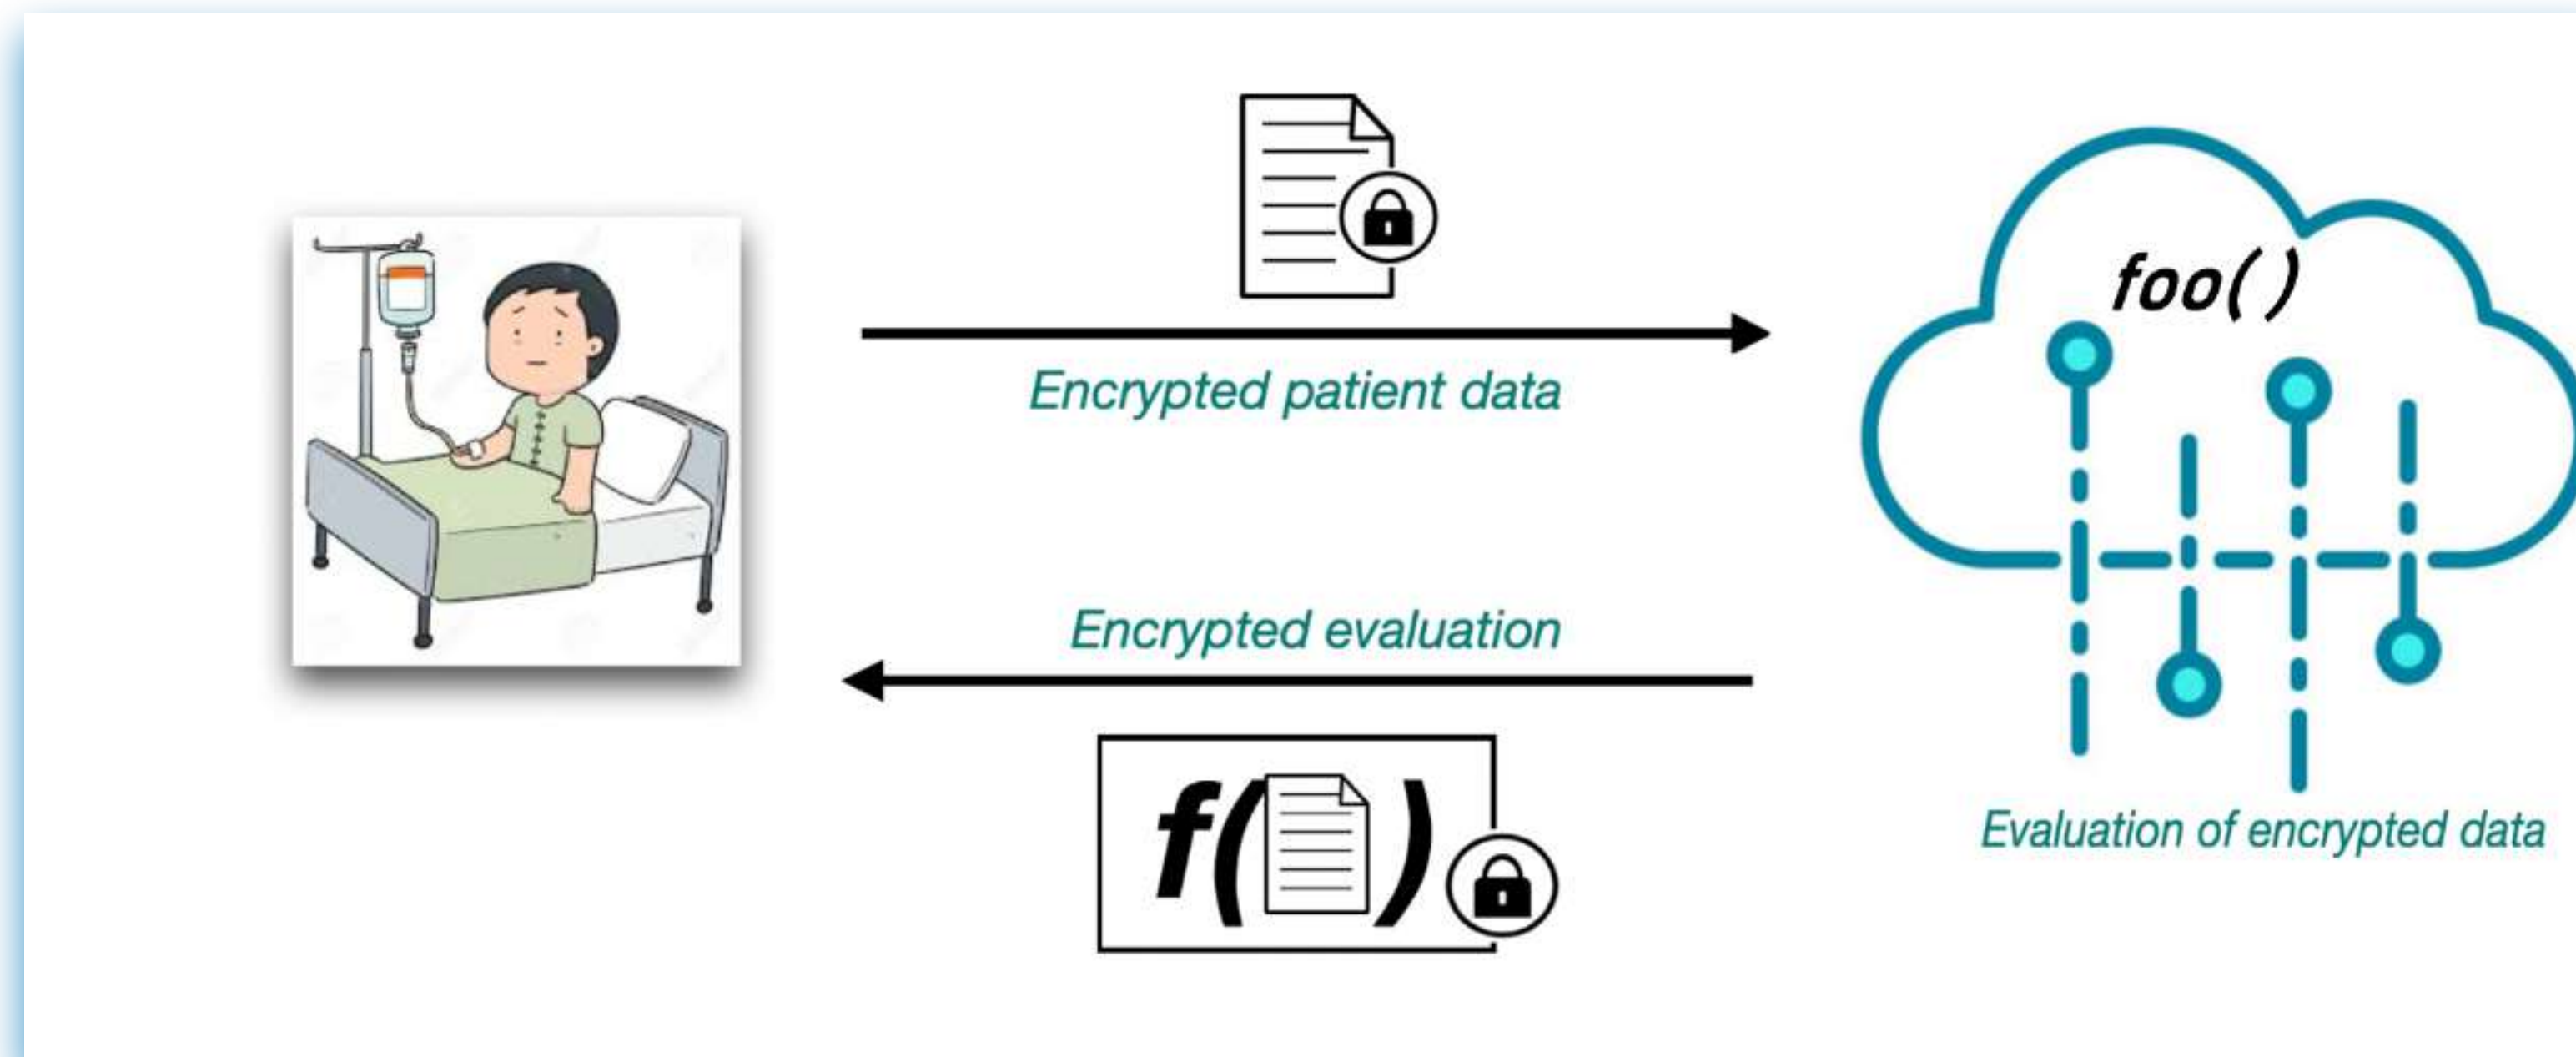 foo()
Encrypted patient data
Encrypted evaluation
f( )
Evaluation of encrypted data